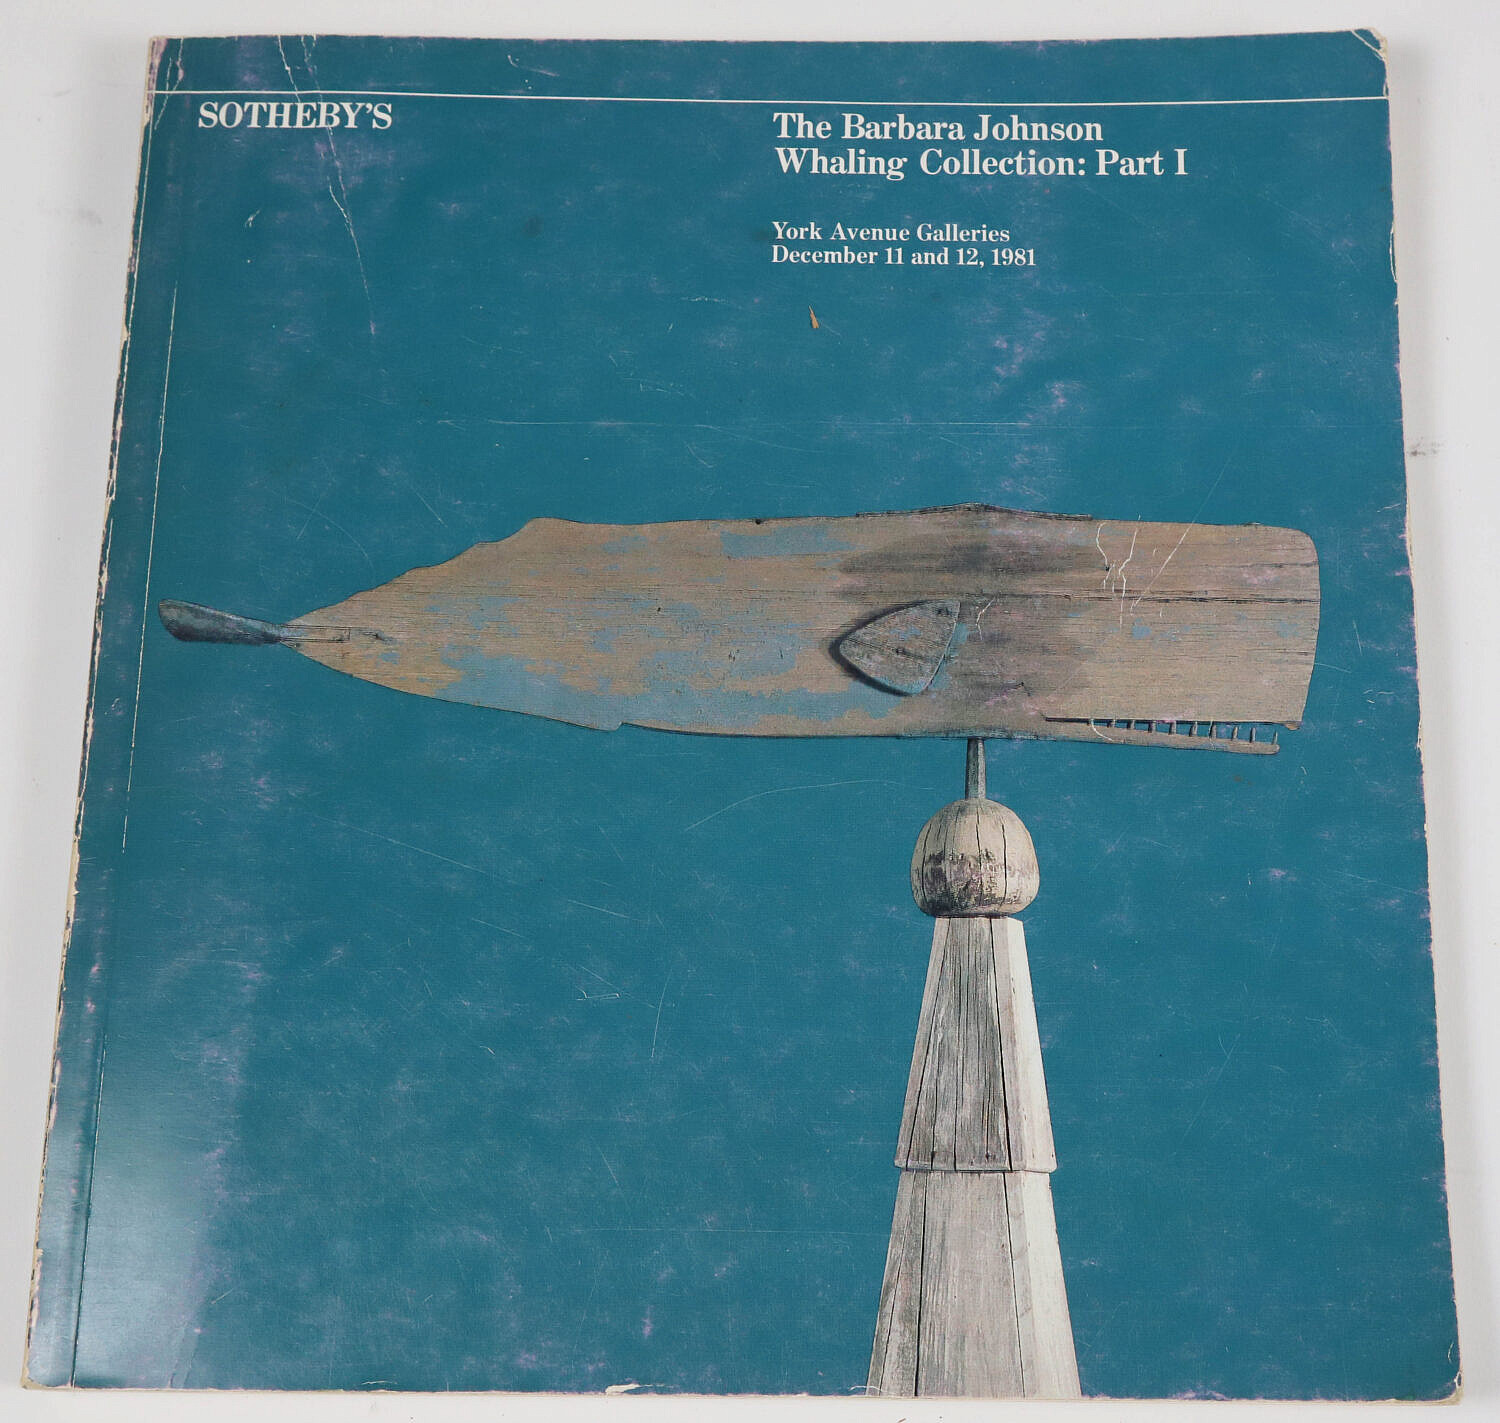 SOTHEBY'S
The Barbara Johnson
Whaling Collection: Part I
York Avenue Galleries
December 11 and 12, 1981